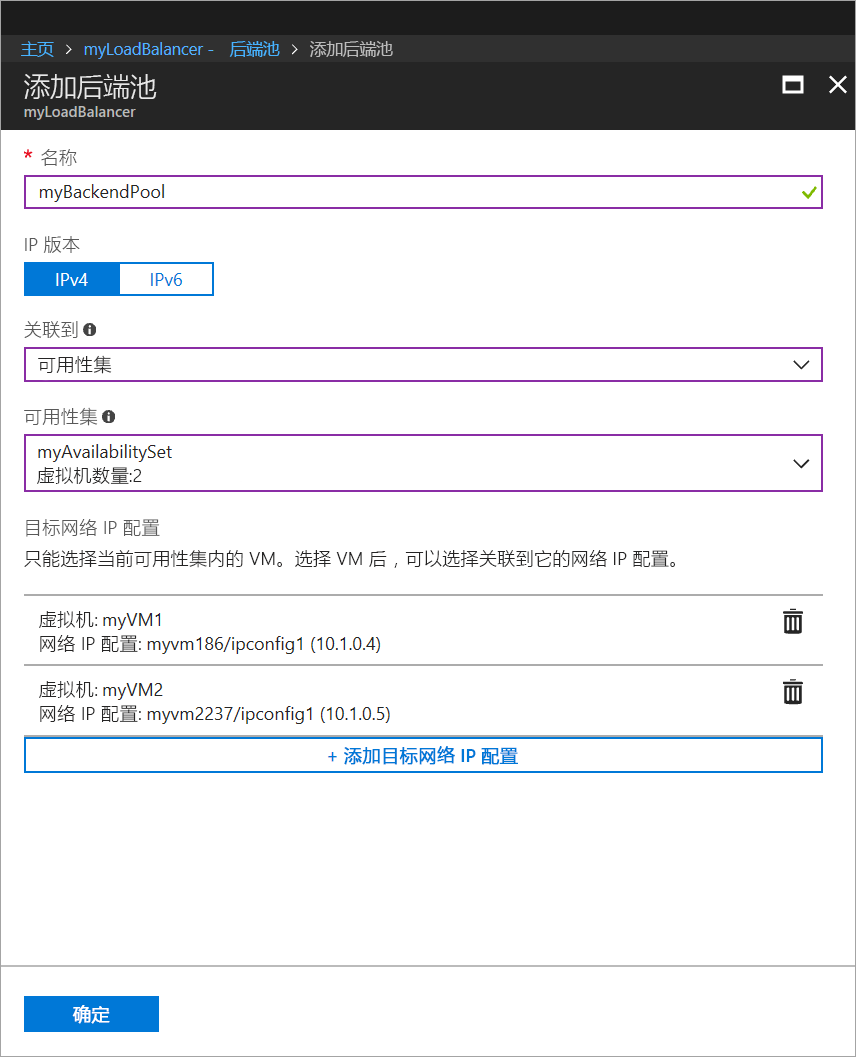 主页 > myLoadBalancer - 后端池 > 添加后端池
添加后端池
myLoadBalancer
* 名称
myBackendPool
IP 版本
IPv4 IPv6
关联到
可用性集
可用性集
myAvailabilitySet
虚拟机数量:2
目标网络 IP 配置
只能选择当前可用性集内的 VM。选择 VM 后，可以选择关联到它的网络 IP 配置。
虚拟机: myVM1
网络 IP 配置: myvm186/ipconfig1 (10.1.0.4)
虚拟机: myVM2
网络 IP 配置: myvm2237/ipconfig1 (10.1.0.5)
+ 添加目标网络 IP 配置
确定